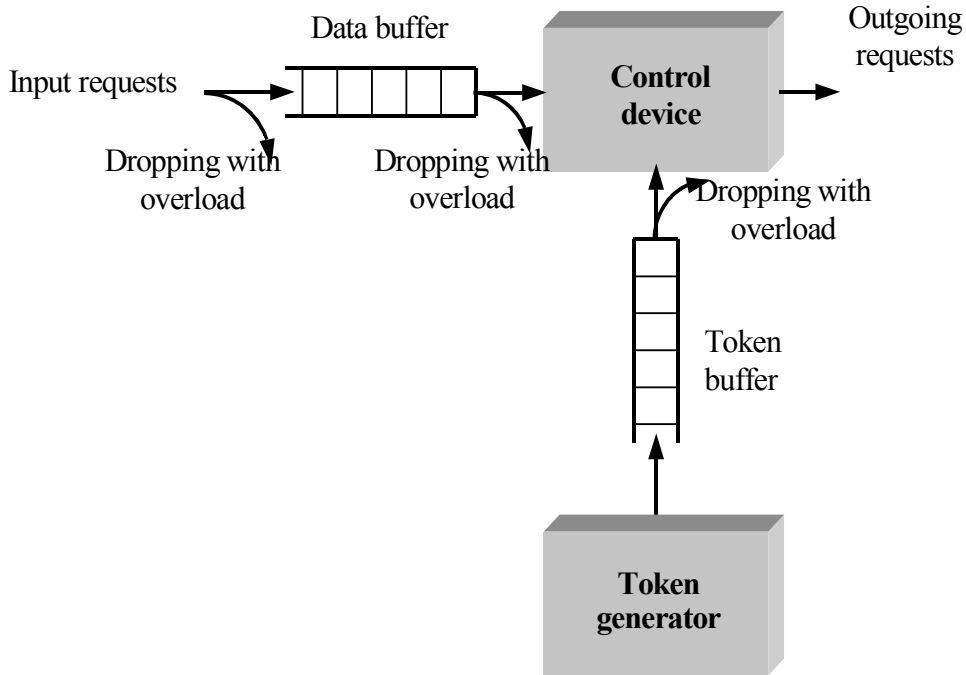 Data buffer
Outgoing
requests
Input requests
Control
device
Dropping with
overload
Dropping with
overload
Dropping with
overload
Token
buffer
Token
generator